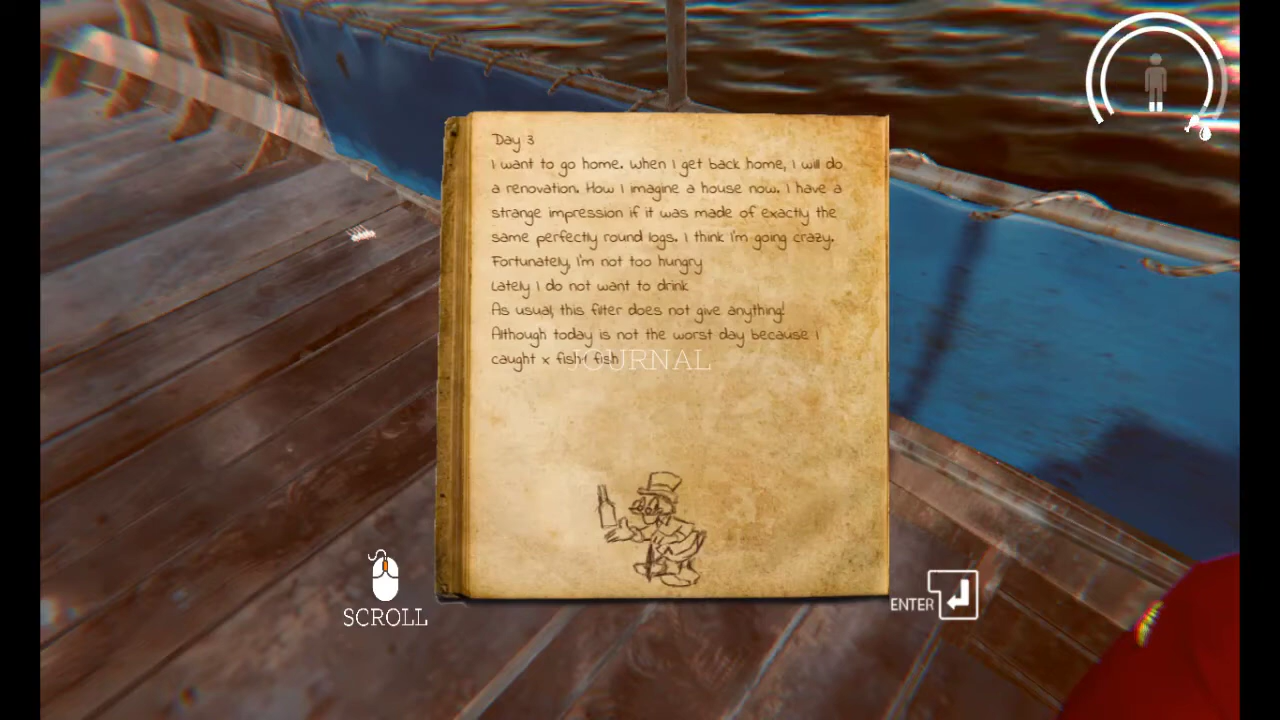 Day 3
I want to go home. When I get back home, I will do
a renovation. How I imagine a house now. I have a
strange impression if it was made of exactly the
same perfectly round logs. I think I'm going crazy.
Fortunately, I'm not too hungry
Lately I do not want to drink
As usual, this filter does not give anything!
Although today is not the worst day because I
caught x fish! fish
JOURNAL
SCROLL
ENTER